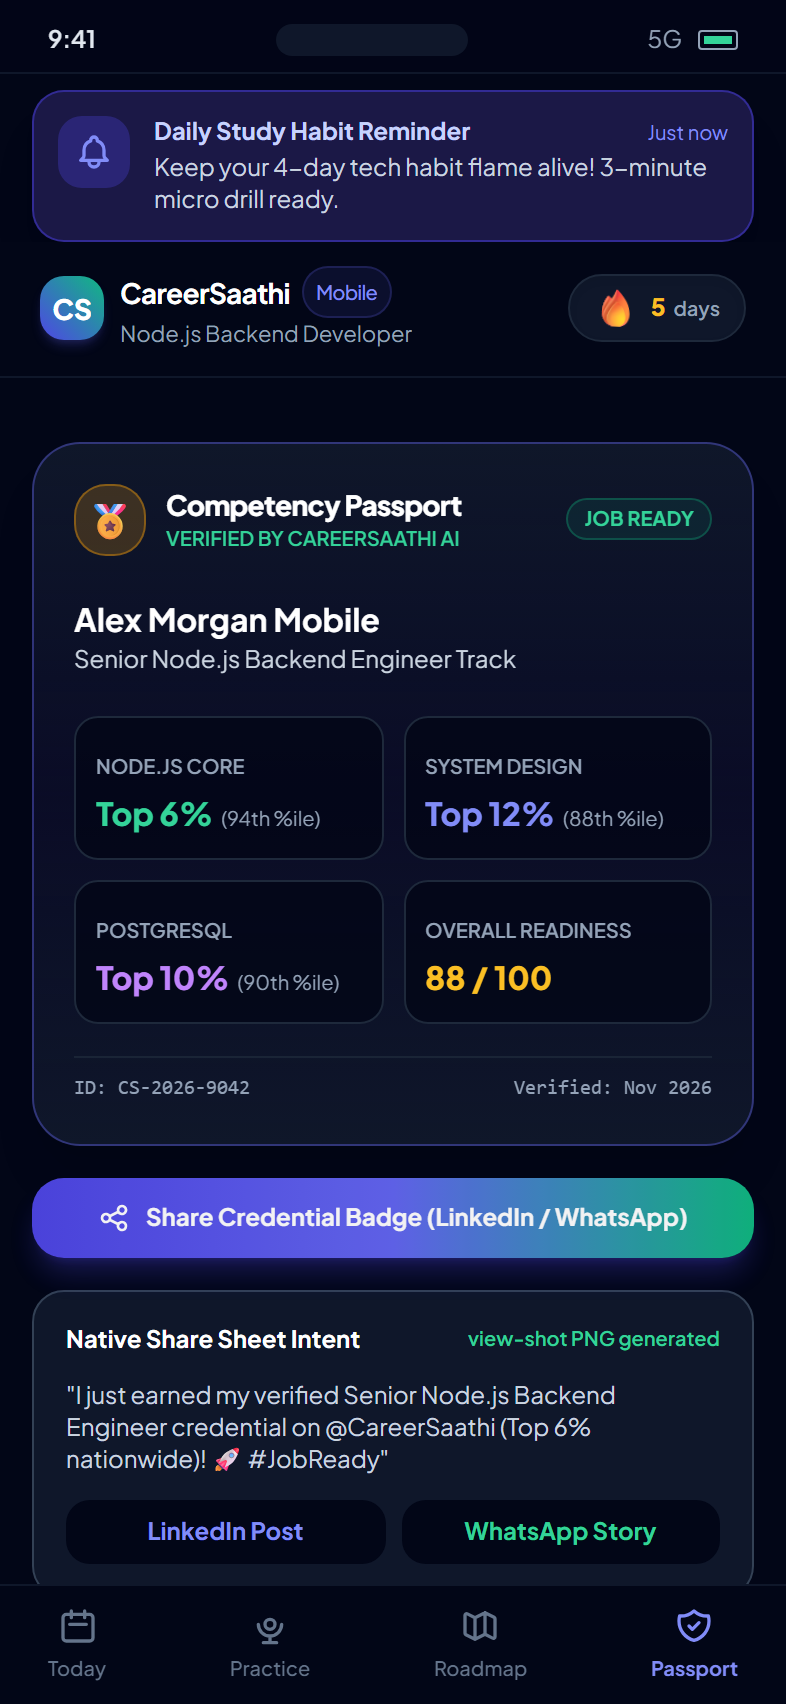 9:41
5G
Daily Study Habit Reminder
Just now
Keep your 4-day tech habit flame alive! 3-minute
micro drill ready.
CS
CareerSaathi
Mobile
Node.js Backend Developer
🔥 5 days
Competency Passport
VERIFIED BY CAREERSAATHI AI
JOB READY
Alex Morgan Mobile
Senior Node.js Backend Engineer Track
NODE.JS CORE
Top 6% (94th %ile)
SYSTEM DESIGN
Top 12% (88th %ile)
POSTGRESQL
Top 10% (90th %ile)
OVERALL READINESS
88 / 100
ID: CS-2026-9042
Verified: Nov 2026
Share Credential Badge (LinkedIn / WhatsApp)
Native Share Sheet Intent
view-shot PNG generated
"I just earned my verified Senior Node.js Backend
Engineer credential on @CareerSaathi (Top 6%
nationwide)! 🚀 #JobReady"
LinkedIn Post
WhatsApp Story
Today
Practice
Roadmap
Passport